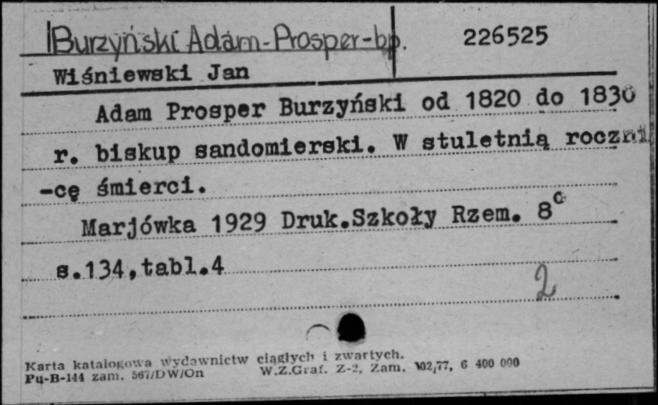 Burzyński Adam-Prosper-bp.
226525
Wiśniewski Jan
Adam Prosper Burzyński od 1820 do 1830
r. biskup sandomierski. W stuletnią roczni
-cę śmierci.
Marjówka 1929 Druk.Szkoły Rzem. 8°
s.134,tabl.4
2
Karta katalogowa wydawnictw ciągłych i zwartych.
Pu-B-144 zam. 567/DW/On W.Z.Graf. Z-2, Zam. 102/77, 6 400 000